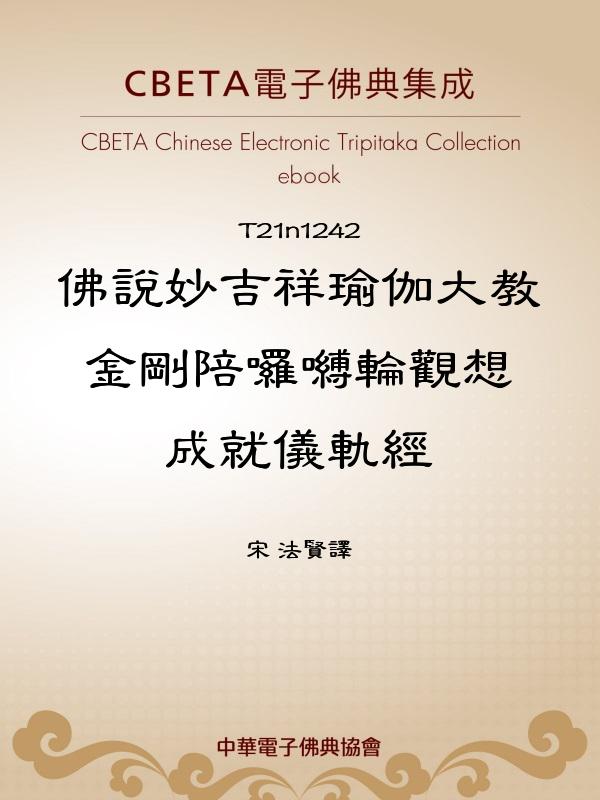 CBETA電子佛典集成
CBETA Chinese Electronic Tripitaka Collection
ebook
T21n1242
佛說妙吉祥瑜伽大教
金剛陪囉嚩輪觀想
成就儀軌經
宋 法賢譯
中華電子佛典協會